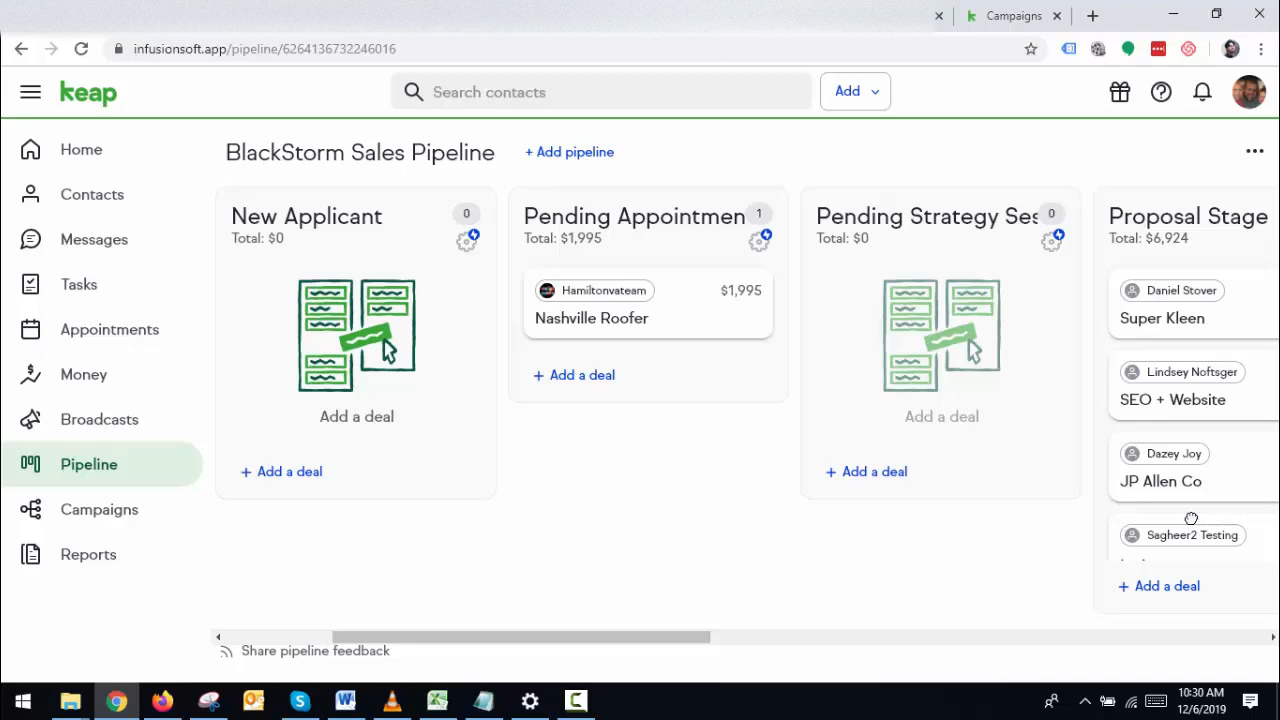 Campaigns
infusionsoft.app/pipeline/6264136732246016
keap
Search contacts
Add
Home
Contacts
Messages
Tasks
Appointments
Money
Broadcasts
Pipeline
Campaigns
Reports
BlackStorm Sales Pipeline
+ Add pipeline
New Applicant
0
Total: $0
Add a deal
+ Add a deal
Pending Appointmen
1
Total: $1,995
Hamiltonvateam
$1,995
Nashville Roofer
+ Add a deal
Pending Strategy Ses
0
Total: $0
Add a deal
+ Add a deal
Proposal Stage
Total: $6,924
Daniel Stover
Super Kleen
Lindsey Noftsger
SEO + Website
Dazey Joy
JP Allen Co
Sagheer2 Testing
+ Add a deal
Share pipeline feedback
10:30 AM
12/6/2019